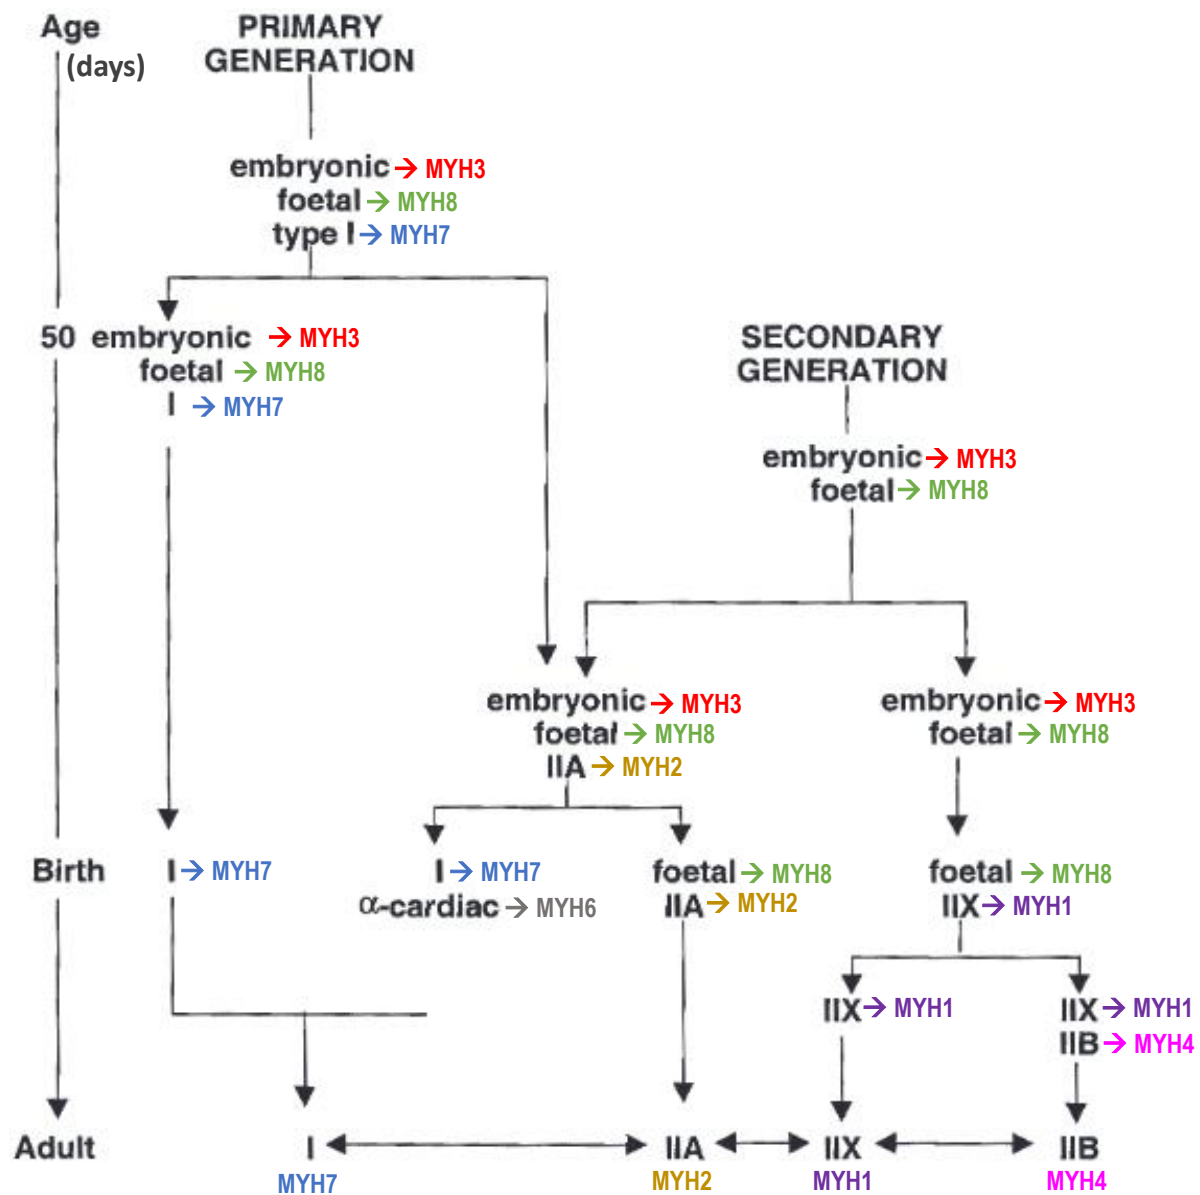 Age
(days)
PRIMARY
GENERATION
embryonic → MYH3
foetal → MYH8
type I → MYH7
50 embryonic → MYH3
foetal → MYH8
I → MYH7
SECONDARY
GENERATION
embryonic → MYH3
foetal → MYH8
embryonic → MYH3
foetal → MYH8
IIA → MYH2
embryonic → MYH3
foetal → MYH8
Birth
I → MYH7
I → MYH7
α-cardiac → MYH6
foetal → MYH8
IIA → MYH2
foetal → MYH8
IIX → MYH1
IIX → MYH1
IIX → MYH1
IIB → MYH4
Adult
I
MYH7
IIA
MYH2
IIX
MYH1
IIB
MYH4